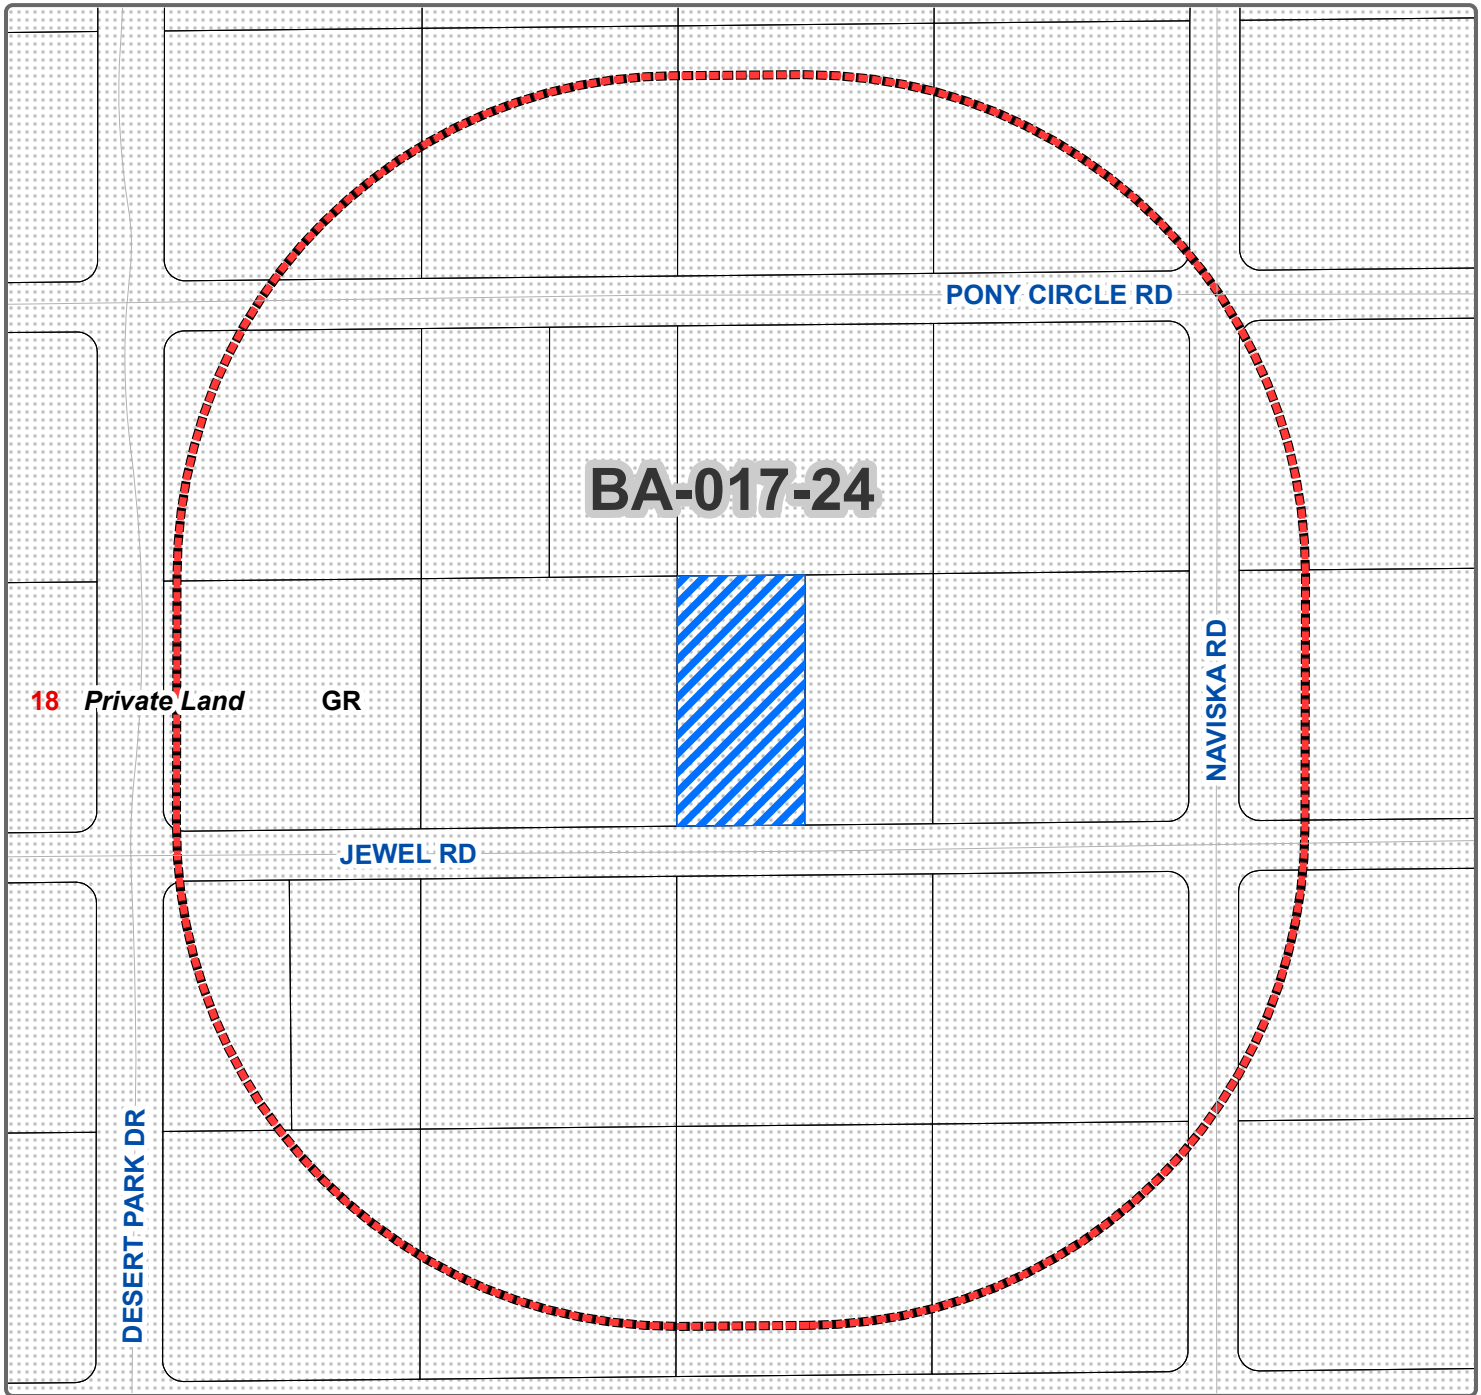 PONY CIRCLE RD
BA-017-24
NAVISKA RD
18 Private Land GR
JEWEL RD
DESERT PARK DR